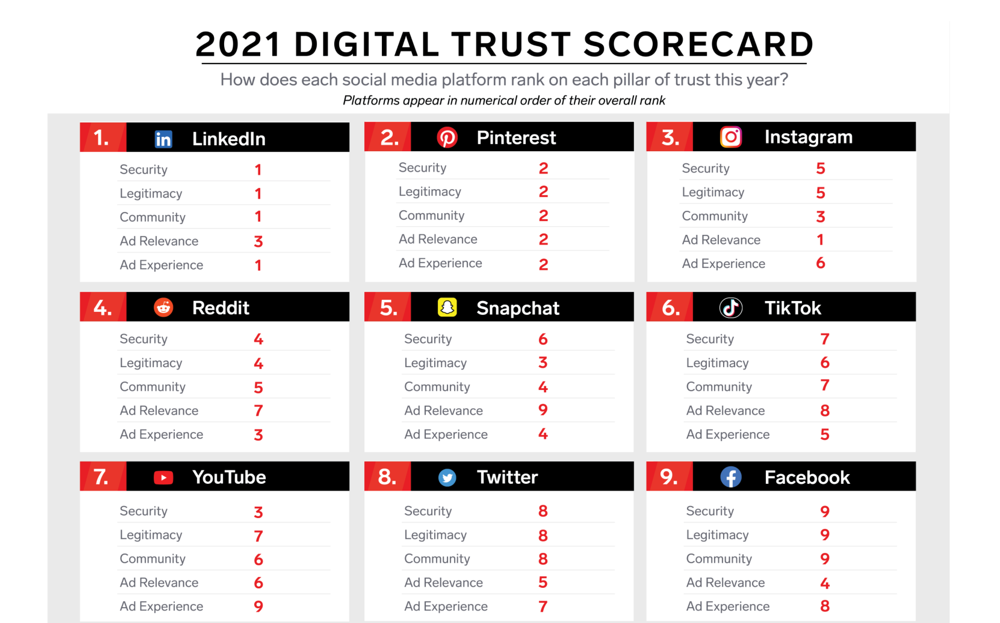 2021 DIGITAL TRUST SCORECARD
How does each social media platform rank on each pillar of trust this year?
Platforms appear in numerical order of their overall rank
1. in LinkedIn
Security 1
Legitimacy 1
Community 1
Ad Relevance 3
Ad Experience 1
2. Pinterest
Security 2
Legitimacy 2
Community 2
Ad Relevance 2
Ad Experience 2
3. Instagram
Security 5
Legitimacy 5
Community 3
Ad Relevance 1
Ad Experience 6
4. Reddit
Security 4
Legitimacy 4
Community 5
Ad Relevance 7
Ad Experience 3
5. Snapchat
Security 6
Legitimacy 3
Community 4
Ad Relevance 9
Ad Experience 4
6. TikTok
Security 7
Legitimacy 6
Community 7
Ad Relevance 8
Ad Experience 5
7. YouTube
Security 3
Legitimacy 7
Community 6
Ad Relevance 6
Ad Experience 9
8. Twitter
Security 8
Legitimacy 8
Community 8
Ad Relevance 5
Ad Experience 7
9. Facebook
Security 9
Legitimacy 9
Community 9
Ad Relevance 4
Ad Experience 8